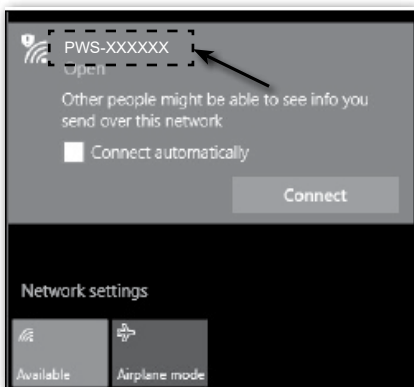 PWS-XXXXXX
Open
Other people might be able to see info you
send over this network
Connect automatically
Connect
Network settings
Available
Airplane mode